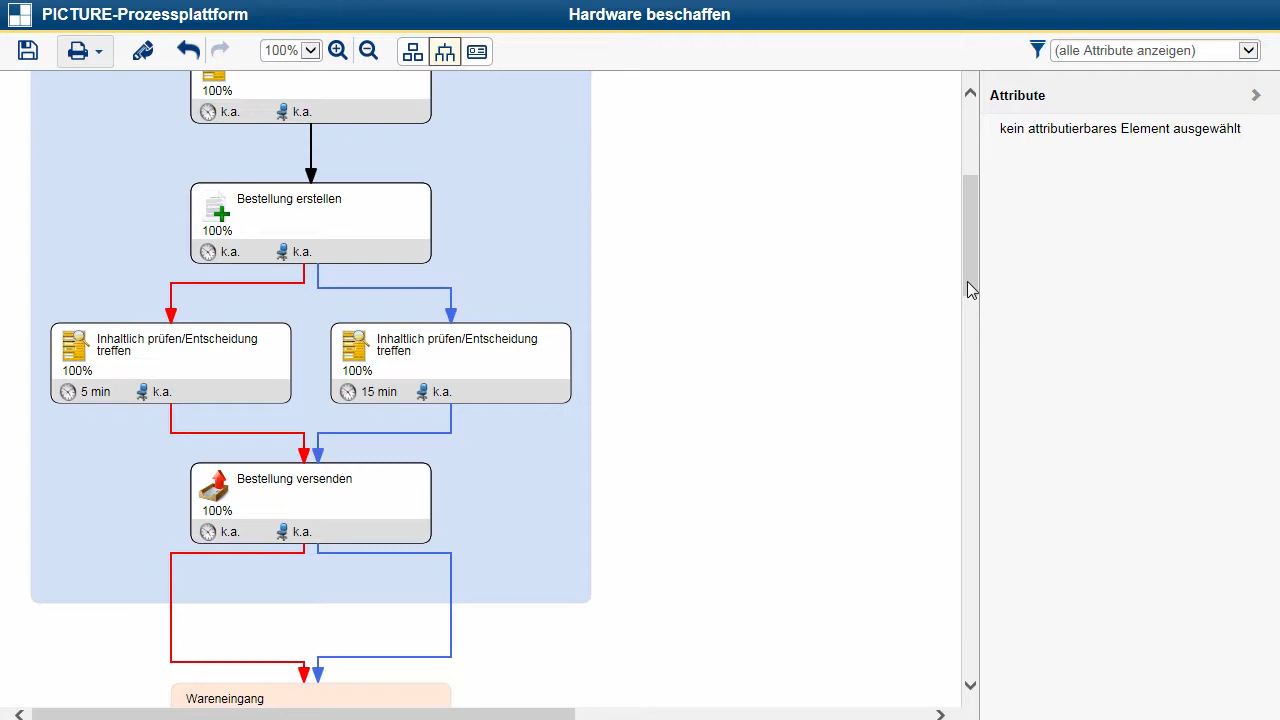 PICTURE-Prozessplattform
Hardware beschaffen
100%
(alle Attribute anzeigen)
Attribute
kein attributierbares Element ausgewählt
100%
k.a.
k.a.
Bestellung erstellen
100%
k.a.
k.a.
Inhaltlich prüfen/Entscheidung
treffen
100%
5 min
k.a.
Inhaltlich prüfen/Entscheidung
treffen
100%
15 min
k.a.
Bestellung versenden
100%
k.a.
k.a.
Wareneingang